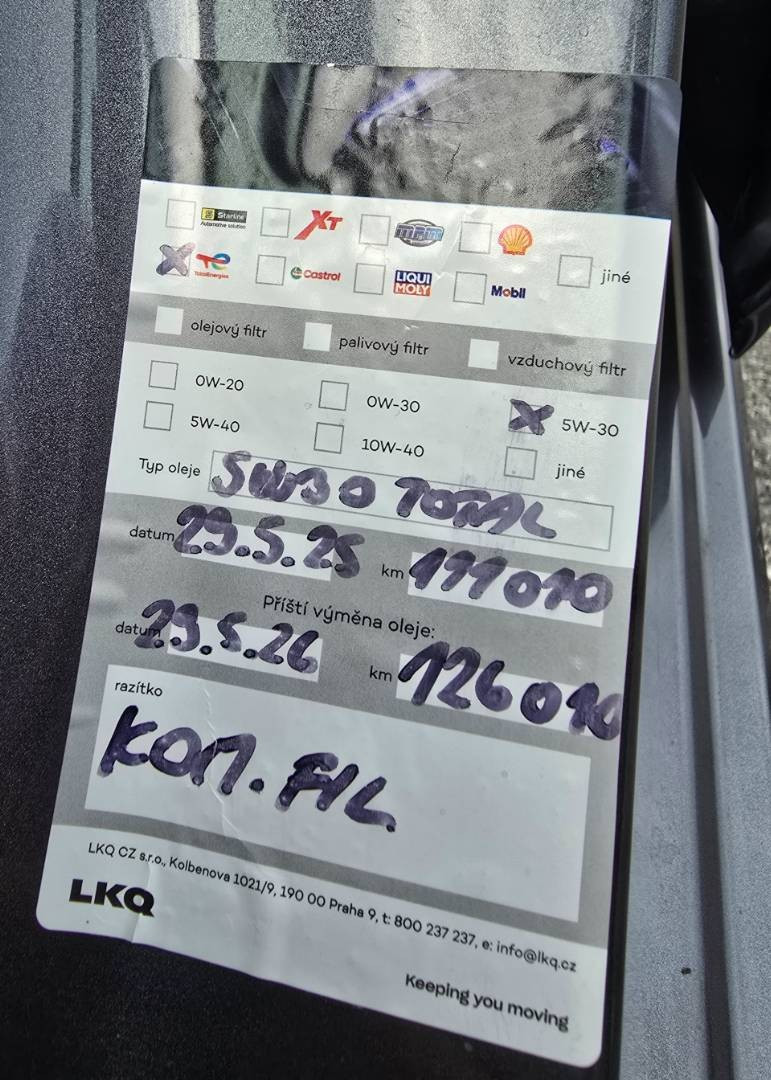 Starline XT MPM
Automotive solution
TotalEnergies Castrol LIQUI MOLY Mobil jiné
olejový filtr palivový filtr vzduchový filtr
0W-20 0W-30 5W-30
5W-40 10W-40 jiné
Typ oleje 5W30 TOTAL
datum 29.5.25 km 111010
Příští výměna oleje:
datum 29.5.26 km 126010
razítko
KOM. FIL.
LKQ CZ s.r.o., Kolbenova 1021/9, 190 00 Praha 9, t: 800 237 237, e: info@lkq.cz
LKQ
Keeping you moving